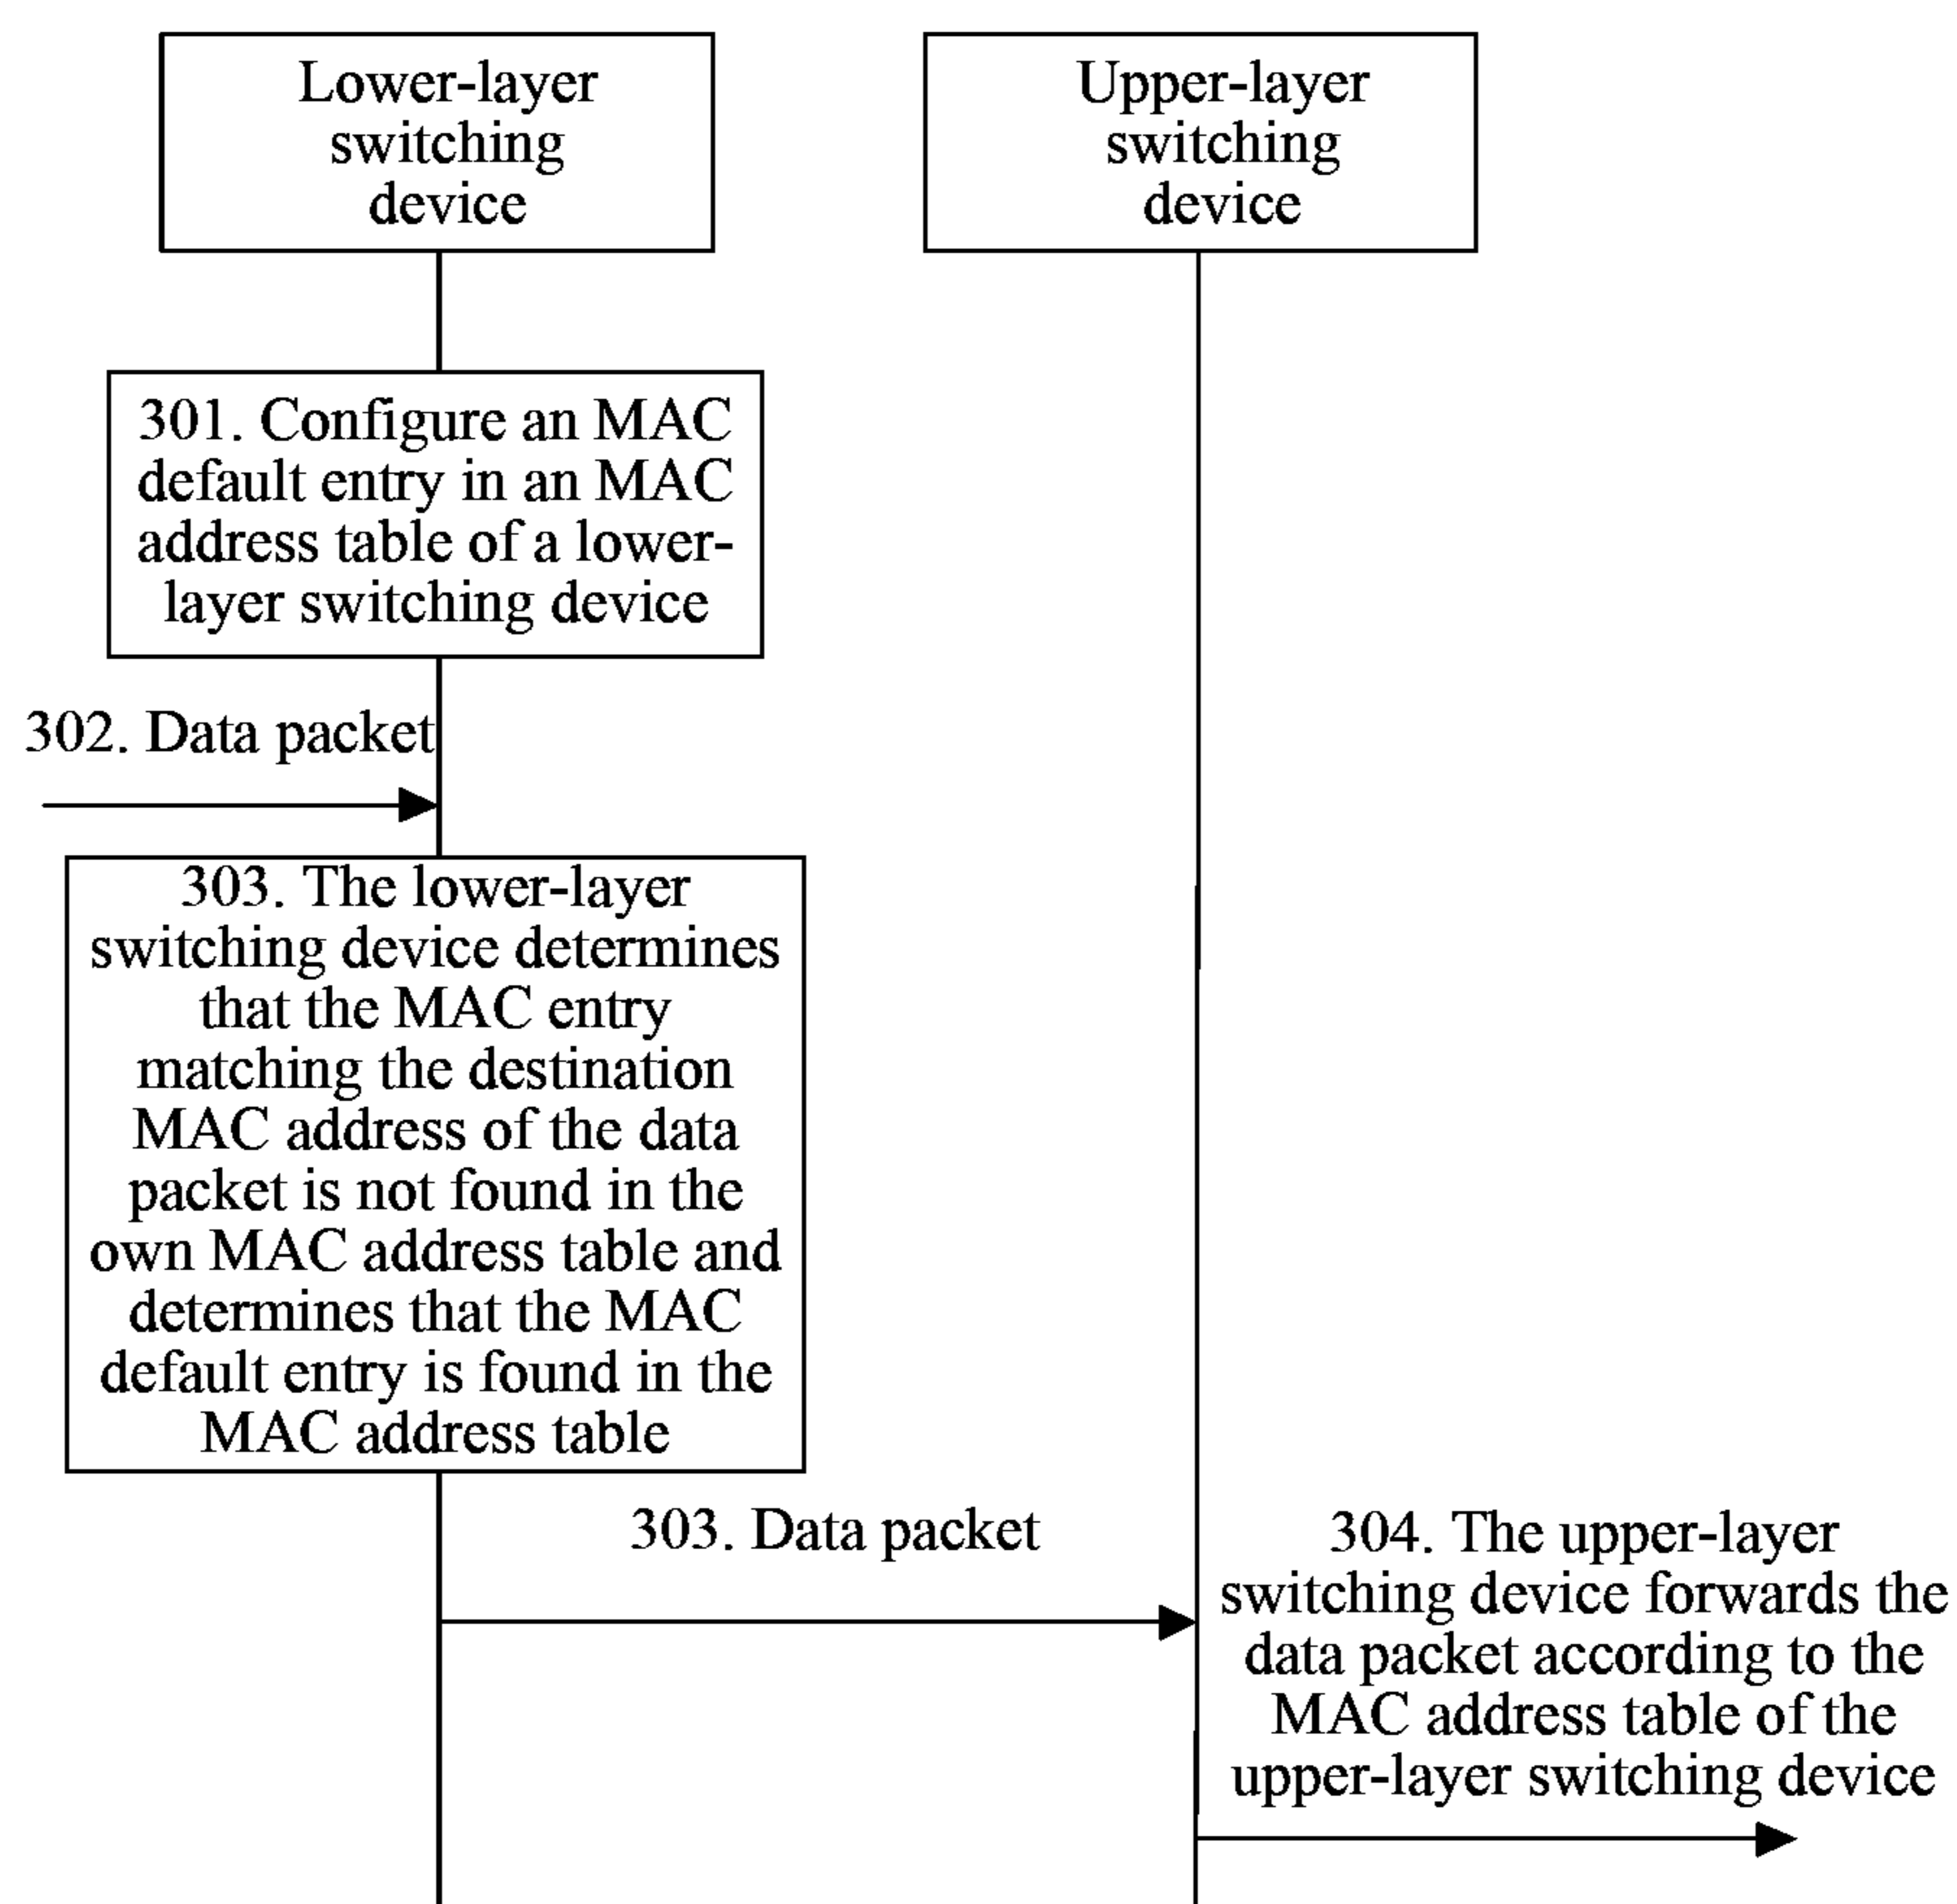 Lower-layer
switching
device
Upper-layer
switching
device
301. Configure an MAC
default entry in an MAC
address table of a lower-
layer switching device
302. Data packet
303. The lower-layer
switching device determines
that the MAC entry
matching the destination
MAC address of the data
packet is not found in the
own MAC address table and
determines that the MAC
default entry is found in the
MAC address table
303. Data packet
304. The upper-layer
switching device forwards the
data packet according to the
MAC address table of the
upper-layer switching device